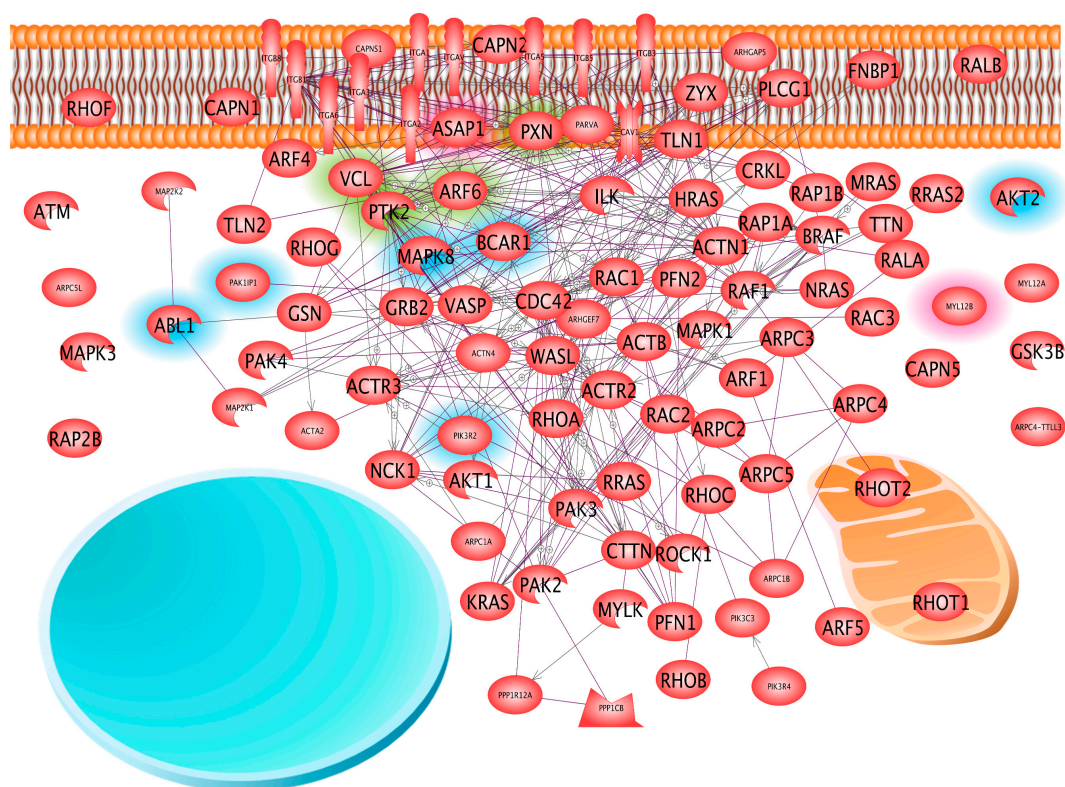 ITGB8
ITGB1
ITGA6
ITGA3
CAPNS1
ITGA1
ITGA2
ITGAV
CAPN2
ITGA5
ITGB5
ITGB3
ARHGAP5
FNBP1
RALB
RHOF
CAPN1
ASAP1
PXN
PARVA
CAV1
ZYX
PLCG1
TLN1
ARF4
VCL
ARF6
ILK
HRAS
CRKL
RAP1B
MRAS
RRAS2
AKT2
MAP2K2
ATM
TLN2
PTK2
RAP1A
TTN
RHOG
MAPK8
BCAR1
ACTN1
BRAF
RALA
ARPC5L
PAK1IP1
RAC1
PFN2
RAF1
NRAS
MYL12A
MYL12B
ABL1
GSN
GRB2
VASP
CDC42
ARHGEF7
MAPK1
RAC3
MAPK3
PAK4
ACTN4
WASL
ACTB
ARPC3
GSK3B
CAPN5
ACTR3
ACTR2
ARF1
MAP2K1
ACTA2
RHOA
RAC2
ARPC2
ARPC4
ARPC4-TTLL3
RAP2B
PIK3R2
NCK1
AKT1
RRAS
RHOC
ARPC5
RHOT2
PAK3
ARPC1A
CTTN
ROCK1
ARPC1B
PAK2
KRAS
MYLK
PFN1
PIK3C3
ARF5
RHOT1
RHOB
PIK3R4
PPP1R12A
PPP1CB